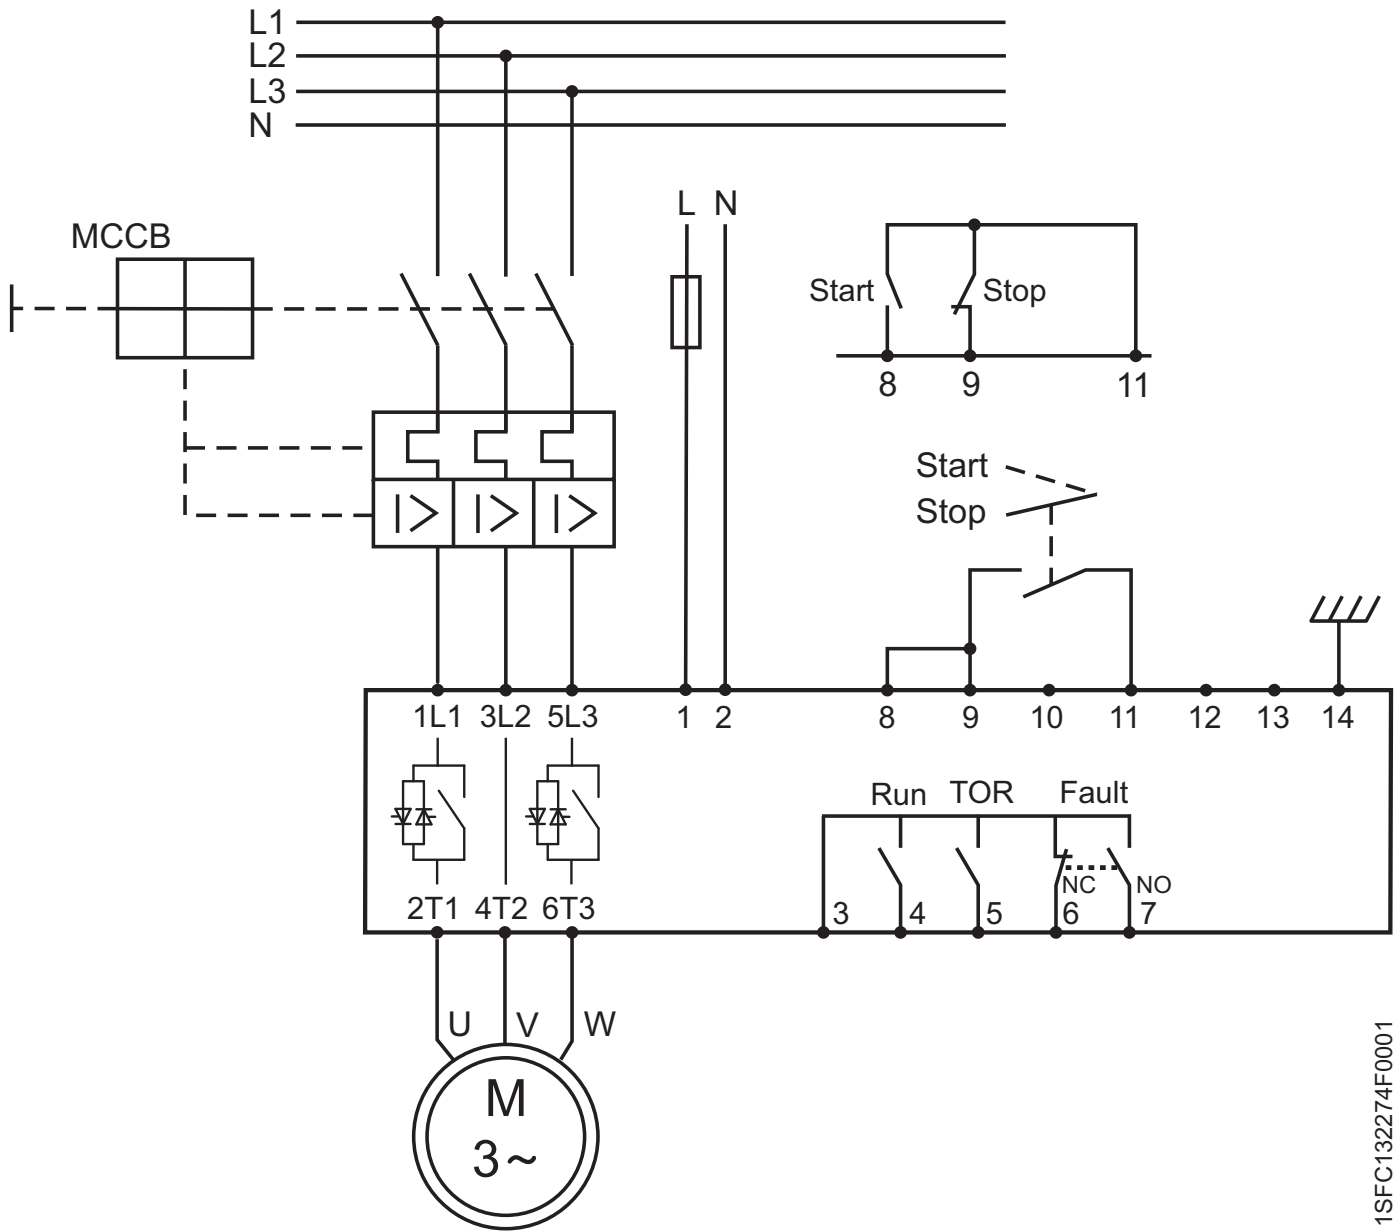 L1
L2
L3
N
L N
MCCB
Start Stop
8 9 11
Start
Stop
1L1 3L2 5L3 1 2 8 9 10 11 12 13 14
Run TOR Fault
NC NO
2T1 4T2 6T3 3 4 5 6 7
U V W
M
3~
1SFC132274F0001